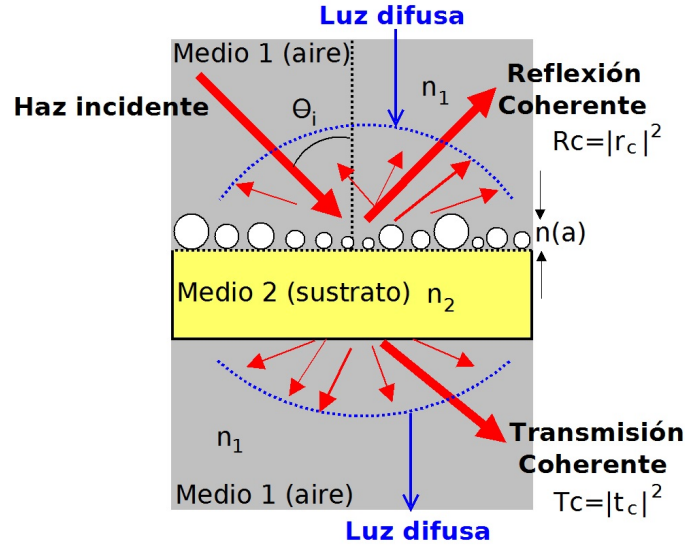 Luz difusa
Medio 1 (aire)
Haz incidente
Θi
n1
Reflexión
Coherente
Rc=|rc|²
n(a)
Medio 2 (sustrato) n2
n1
Medio 1 (aire)
Transmisión
Coherente
Tc=|tc|²
Luz difusa